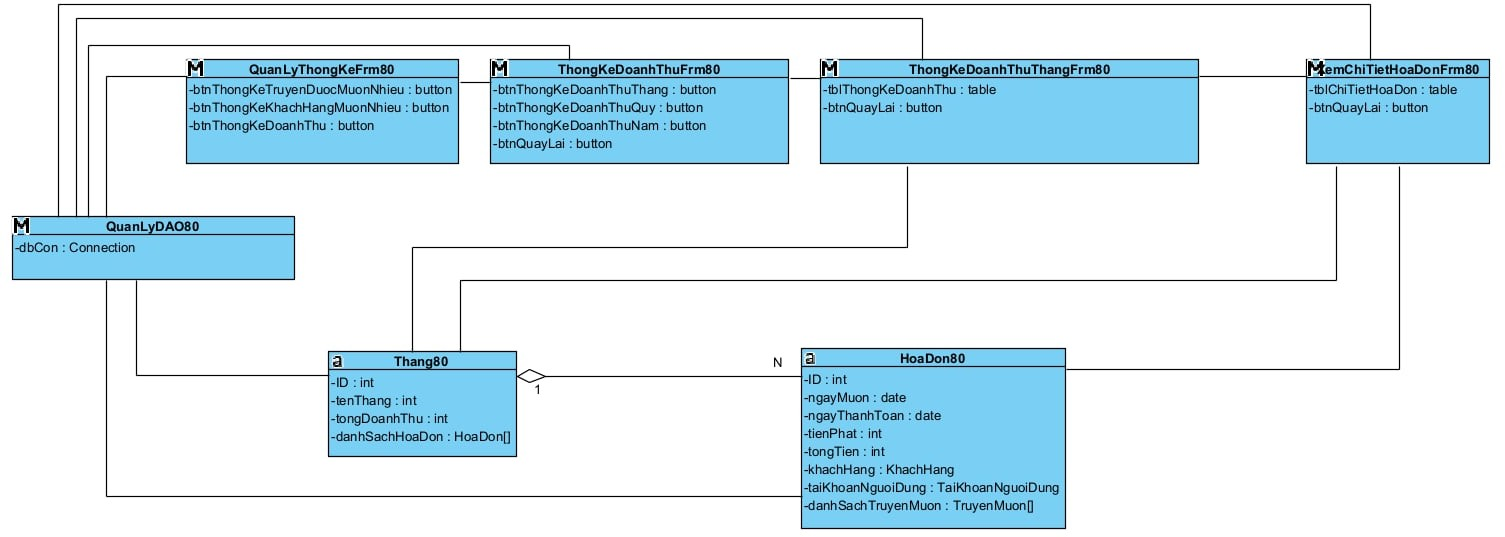 M QuanLyThongKeFrm80
-btnThongKeTruyenDuocMuonNhieu : button
-btnThongKeKhachHangMuonNhieu : button
-btnThongKeDoanhThu : button
M ThongKeDoanhThuFrm80
-btnThongKeDoanhThuThang : button
-btnThongKeDoanhThuQuy : button
-btnThongKeDoanhThuNam : button
-btnQuayLai : button
M ThongKeDoanhThuThangFrm80
-tblThongKeDoanhThu : table
-btnQuayLai : button
M emChiTietHoaDonFrm80
-tblChiTietHoaDon : table
-btnQuayLai : button
M QuanLyDAO80
-dbCon : Connection
a Thang80
-ID : int
-tenThang : int
-tongDoanhThu : int
-danhSachHoaDon : HoaDon[]
1
N
a HoaDon80
-ID : int
-ngayMuon : date
-ngayThanhToan : date
-tienPhat : int
-tongTien : int
-khachHang : KhachHang
-taiKhoanNguoiDung : TaiKhoanNguoiDung
-danhSachTruyenMuon : TruyenMuon[]